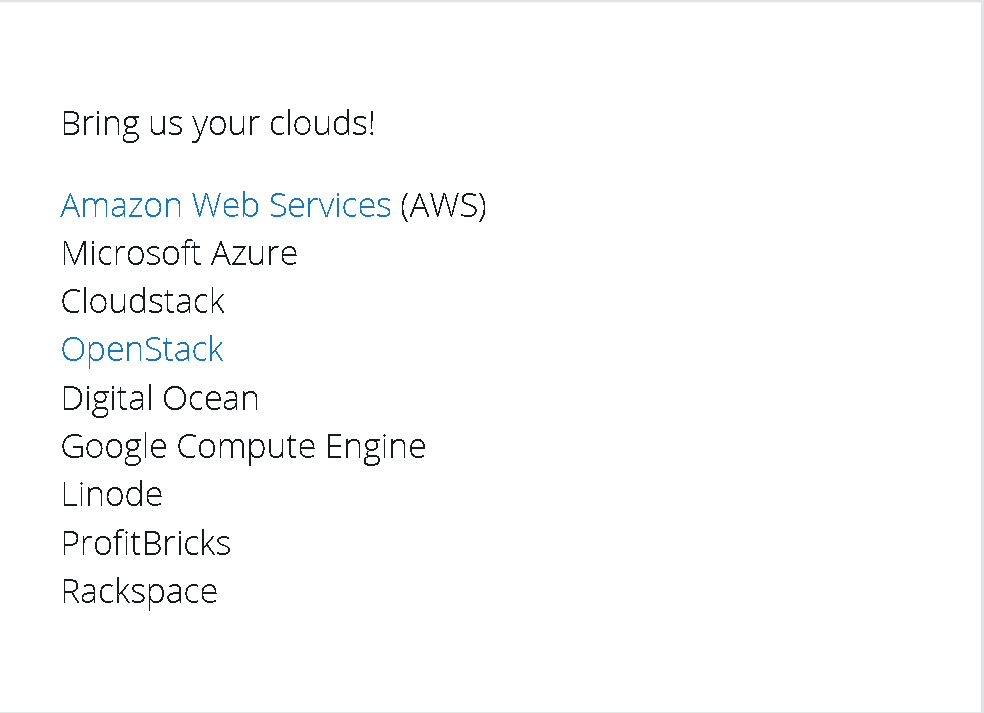 Bring us your clouds!
Amazon Web Services (AWS)
Microsoft Azure
Cloudstack
OpenStack
Digital Ocean
Google Compute Engine
Linode
ProfitBricks
Rackspace